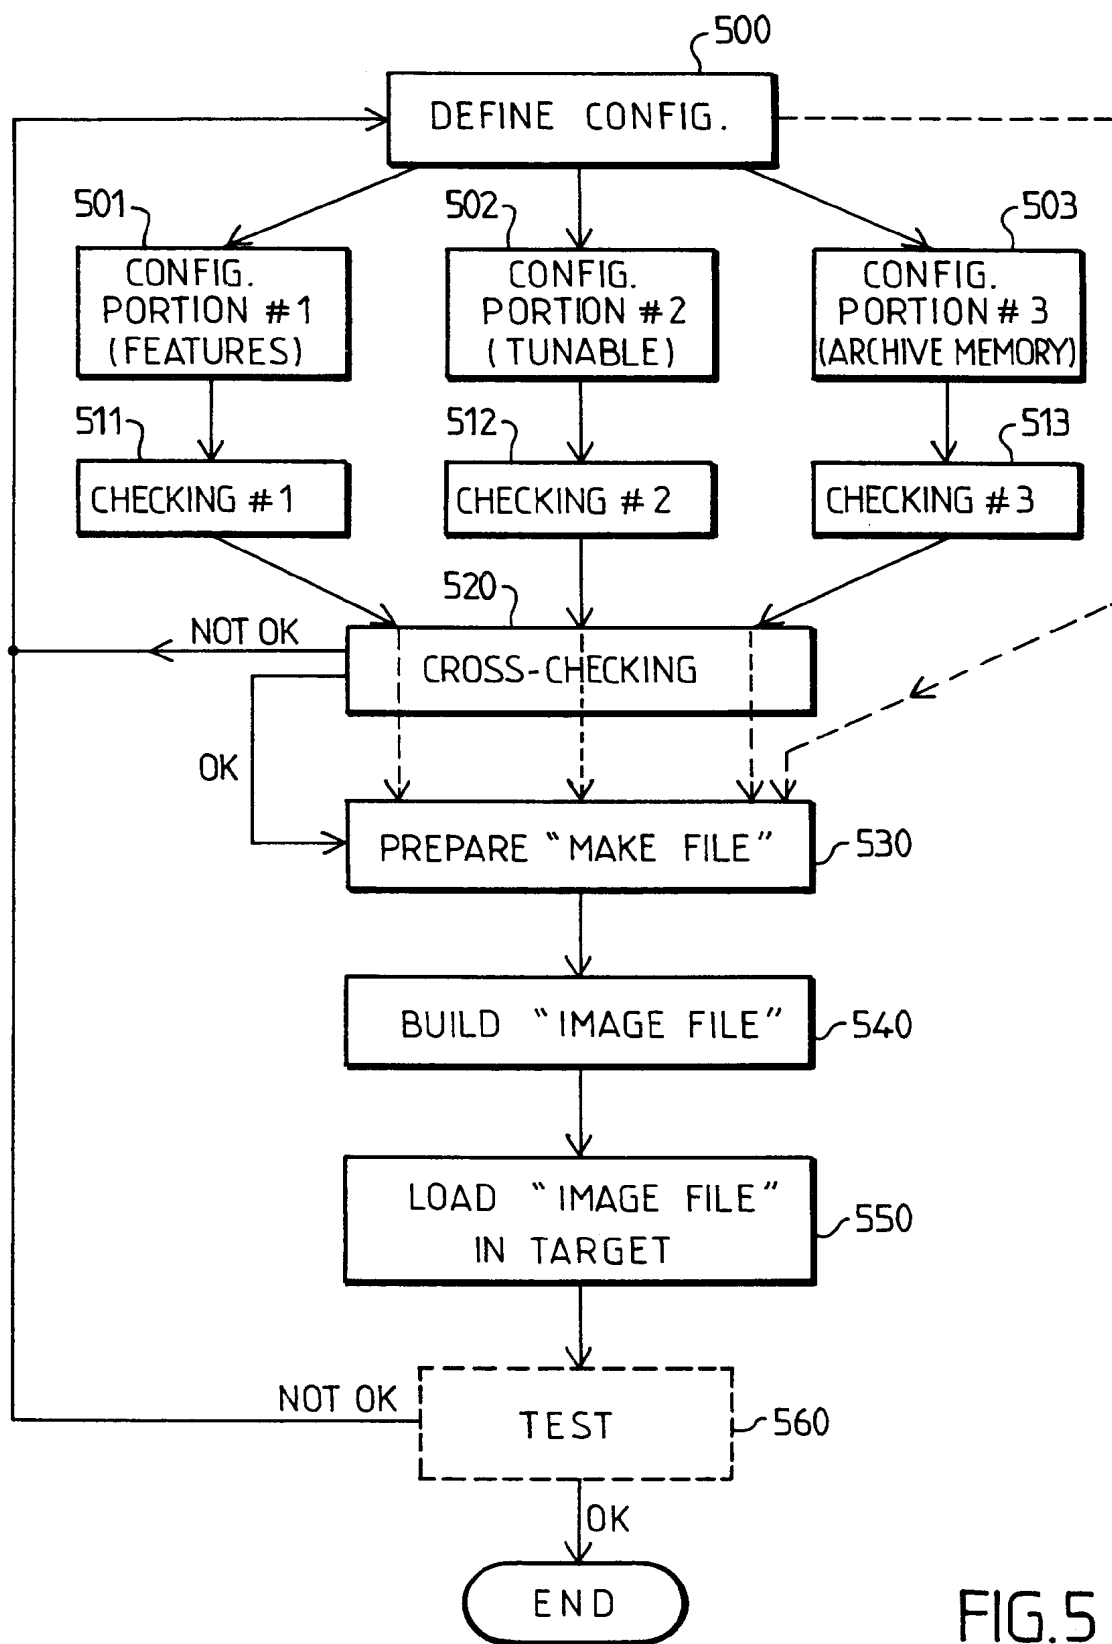 500
DEFINE CONFIG.
501
502
503
CONFIG.
PORTION #1
(FEATURES)
CONFIG.
PORTION #2
(TUNABLE)
CONFIG.
PORTION #3
(ARCHIVE MEMORY)
511
512
513
CHECKING #1
CHECKING #2
CHECKING #3
520
NOT OK
CROSS-CHECKING
OK
PREPARE "MAKE FILE"
530
BUILD "IMAGE FILE"
540
LOAD "IMAGE FILE"
IN TARGET
550
NOT OK
TEST
560
OK
END
FIG.5